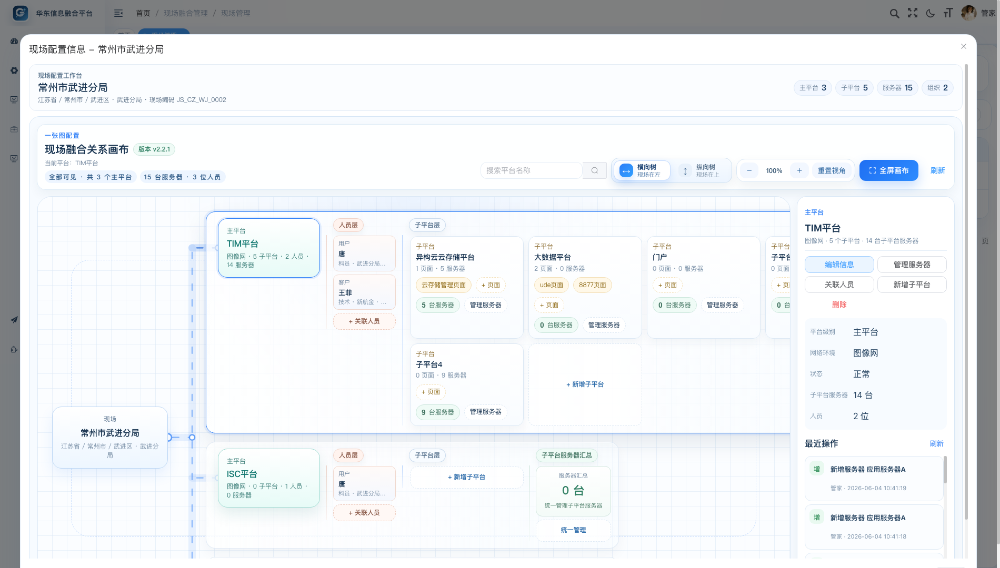 华东信息融合平台
首页 / 现场融合管理 / 现场管理
管家
首页
现场管理
现场配置信息 – 常州市武进分局
现场配置工作台
常州市武进分局
江苏省 / 常州市 / 武进区 · 武进分局 · 现场编码 JS_CZ_WJ_0002
主平台 3
子平台 5
服务器 15
组织 2
一张图配置
现场融合关系画布
版本 v2.2.1
当前平台: TIM平台
全部可见 · 共 3 个主平台
15 台服务器 · 3 位人员
搜索平台名称
横向树
现场在左
纵向树
现场在上
− 100% +
重置视角
全屏画布
刷新
现场
常州市武进分局
江苏省 / 常州市 / 武进区 · 武进分
局
主平台
TIM平台
图像网 · 5 子平台 · 2 人员 ·
14 服务器
人员层
用户
唐
科员 · 武进分局...
客户
王菲
技术 · 新航金 · ...
+ 关联人员
子平台层
子平台
异构云云存储平台
1 页面 · 5 服务器
云存储管理页面
+ 页面
5 台服务器
管理服务器
子平台
大数据平台
2 页面 · 0 服务器
ude页面
8877页面
+ 页面
0 台服务器
管理服务器
子平台
门户
0 页面 · 0 服务器
+ 页面
0 台服务器
管理服务器
子平台
子平台
0 页面
+ 页面
0 台
子平台
子平台4
0 页面 · 9 服务器
+ 页面
9 台服务器
管理服务器
+ 新增子平台
主平台
ISC平台
图像网 · 0 子平台 · 1 人员 ·
0 服务器
人员层
用户
唐
科员 · 武进分局...
+ 关联人员
子平台层
+ 新增子平台
子平台服务器汇总
服务器汇总
0 台
统一管理子平台服务器
统一管理
主平台
TIM平台
图像网 · 5 个子平台 · 14 台子平台服务器
编辑信息
管理服务器
关联人员
新增子平台
删除
平台级别 主平台
网络环境 图像网
状态 正常
子平台服务器 14 台
人员 2 位
最近操作
刷新
增
新增服务器 应用服务器A
管家 · 2026-06-04 10:41:19
增
新增服务器 应用服务器A
管家 · 2026-06-04 10:41:18
页